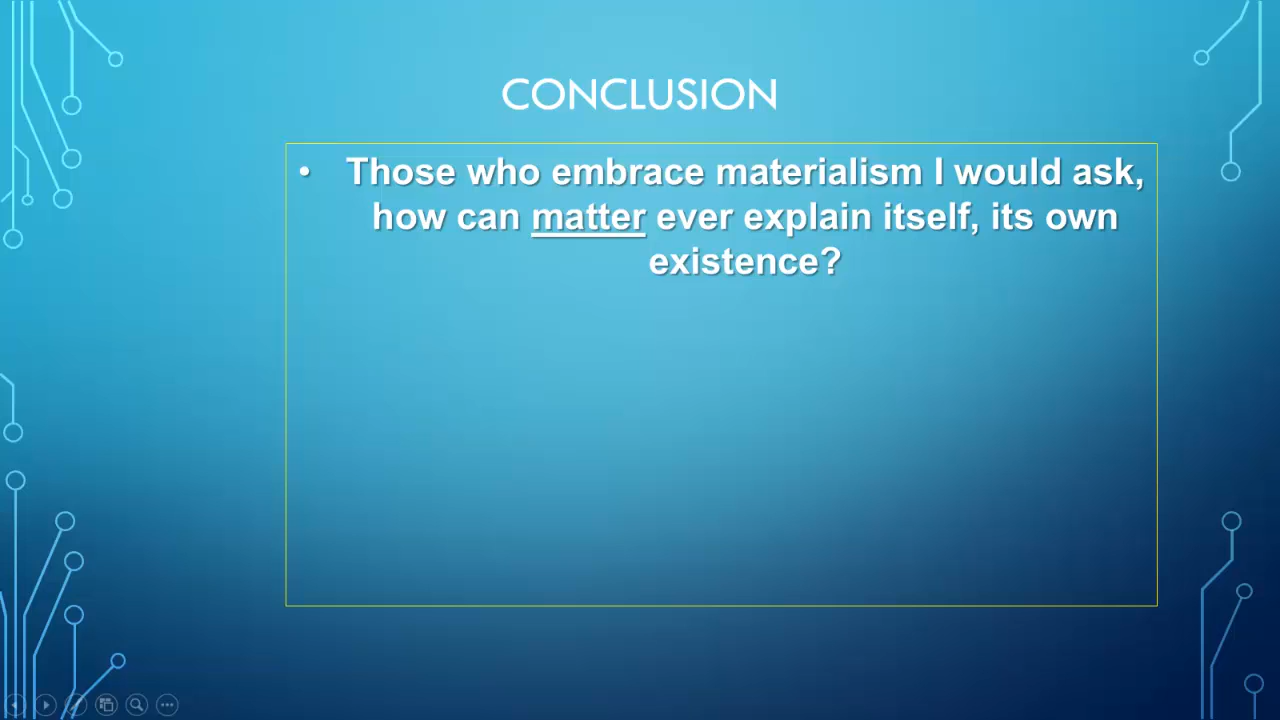 CONCLUSION
• Those who embrace materialism I would ask,
how can matter ever explain itself, its own
existence?